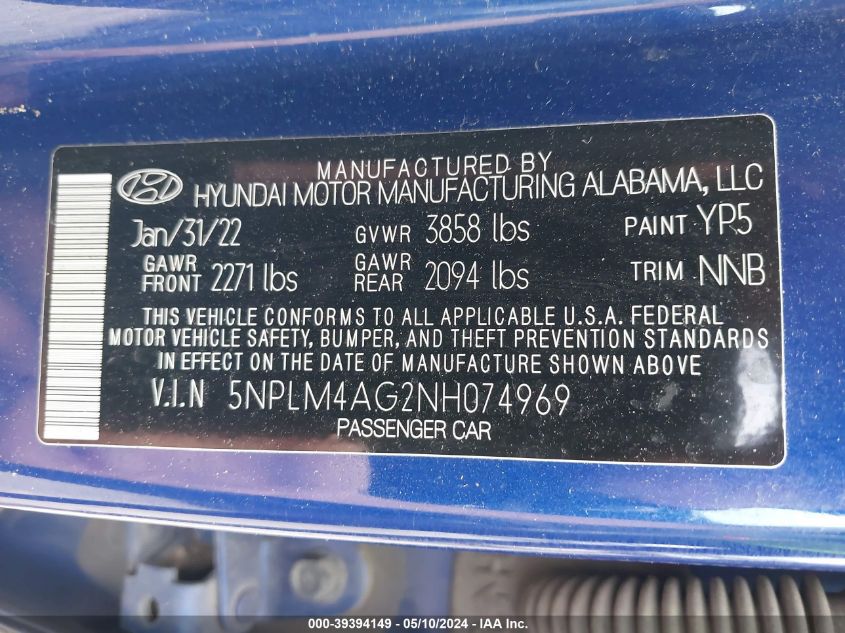 MANUFACTURED BY
HYUNDAI MOTOR MANUFACTURING ALABAMA, LLC
Jan/31/22 GVWR 3858 lbs PAINT YP5
GAWR FRONT 2271 lbs GAWR REAR 2094 lbs TRIM NNB
THIS VEHICLE CONFORMS TO ALL APPLICABLE U.S.A. FEDERAL
MOTOR VEHICLE SAFETY, BUMPER, AND THEFT PREVENTION STANDARDS
IN EFFECT ON THE DATE OF MANUFACTURE SHOWN ABOVE
V.I.N 5NPLM4AG2NH074969
PASSENGER CAR
000-39394149 - 05/10/2024 - IAA Inc.